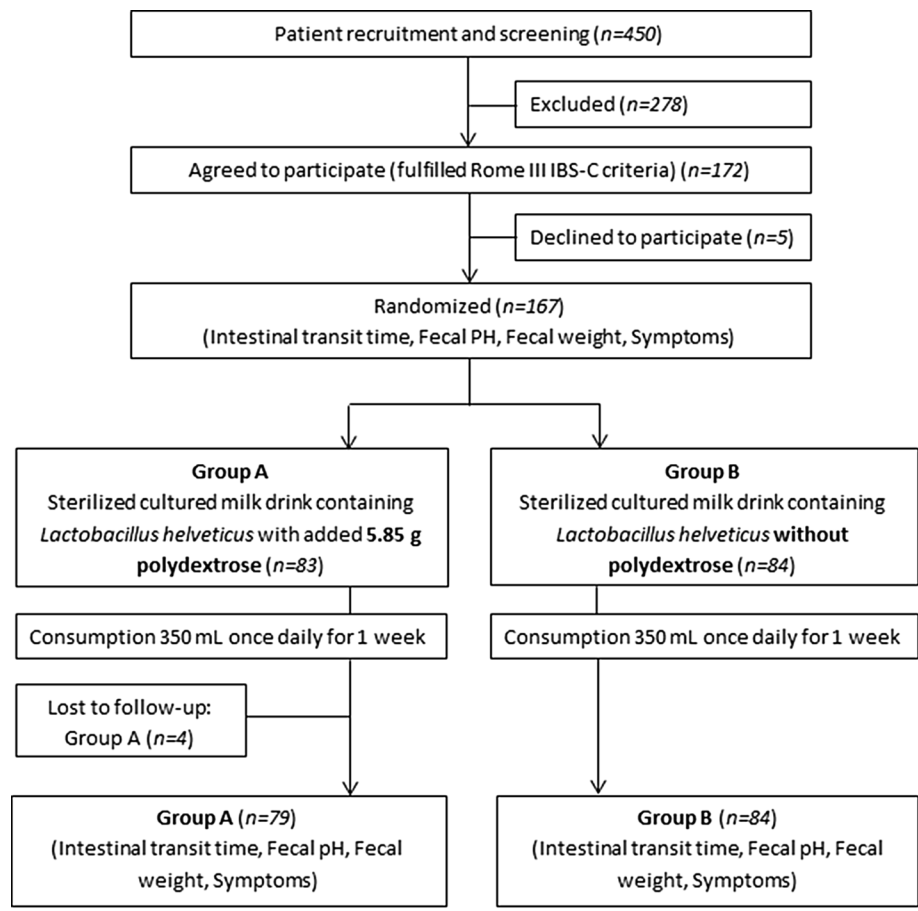 Patient recruitment and screening (n=450)
Excluded (n=278)
Agreed to participate (fulfilled Rome III IBS-C criteria) (n=172)
Declined to participate (n=5)
Randomized (n=167)
(Intestinal transit time, Fecal PH, Fecal weight, Symptoms)
Group A
Sterilized cultured milk drink containing
Lactobacillus helveticus with added 5.85 g
polydextrose (n=83)
Group B
Sterilized cultured milk drink containing
Lactobacillus helveticus without
polydextrose (n=84)
Consumption 350 mL once daily for 1 week
Consumption 350 mL once daily for 1 week
Lost to follow-up:
Group A (n=4)
Group A (n=79)
(Intestinal transit time, Fecal pH, Fecal
weight, Symptoms)
Group B (n=84)
(Intestinal transit time, Fecal pH, Fecal
weight, Symptoms)